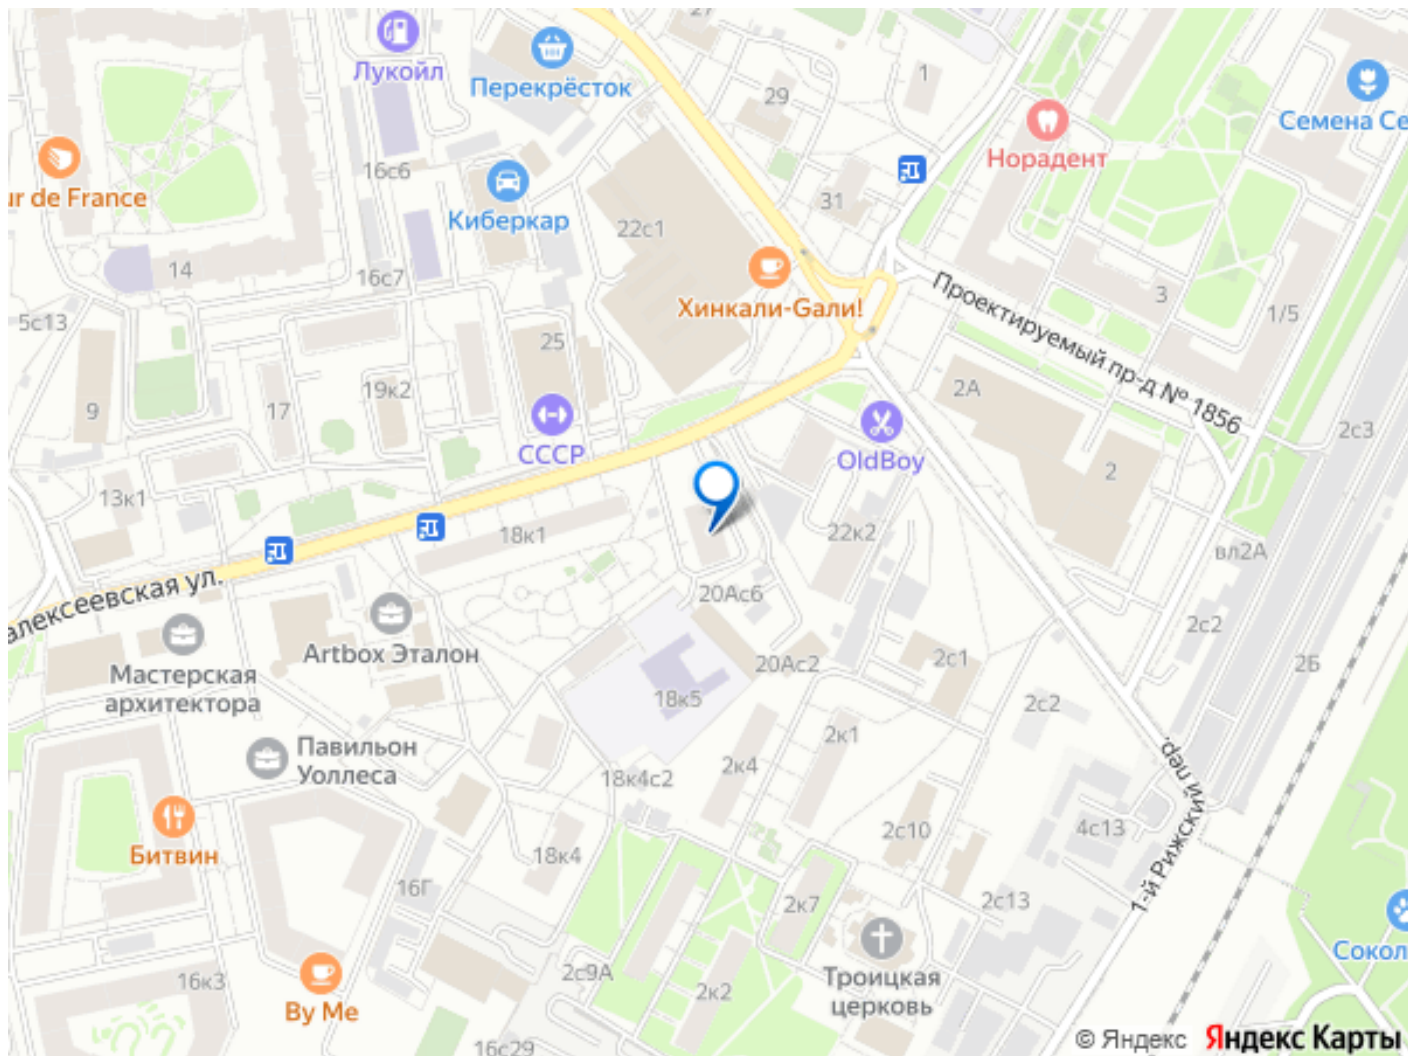 27
Лукойл
Перекрёсток
1
29
Семена Се
Норадент
16с6
ur de France
Киберкар
31
22с1
14
16с7
Хинкали-Гали!
Проектируемый пр-д № 1856
3
1/5
5с13
25
19к2
9
17
2А
2с3
СССР
OldBoy
2
13к1
18к1
22к2
вл2А
алексеевская ул.
20Ас6
2с2
Artbox Эталон
Мастерская
архитектора
20Ас2
2с1
2Б
18к5
2с2
Павильон
Уоллеса
2к1
2к4
1-й Рижский пер.
18к4с2
Битвин
2с10
4с13
18к4
16Г
2к7
2с13
Сокол
Троицкая
церковь
2с9А
16к3
2к2
By Me
16с29
© Яндекс Яндекс Карты